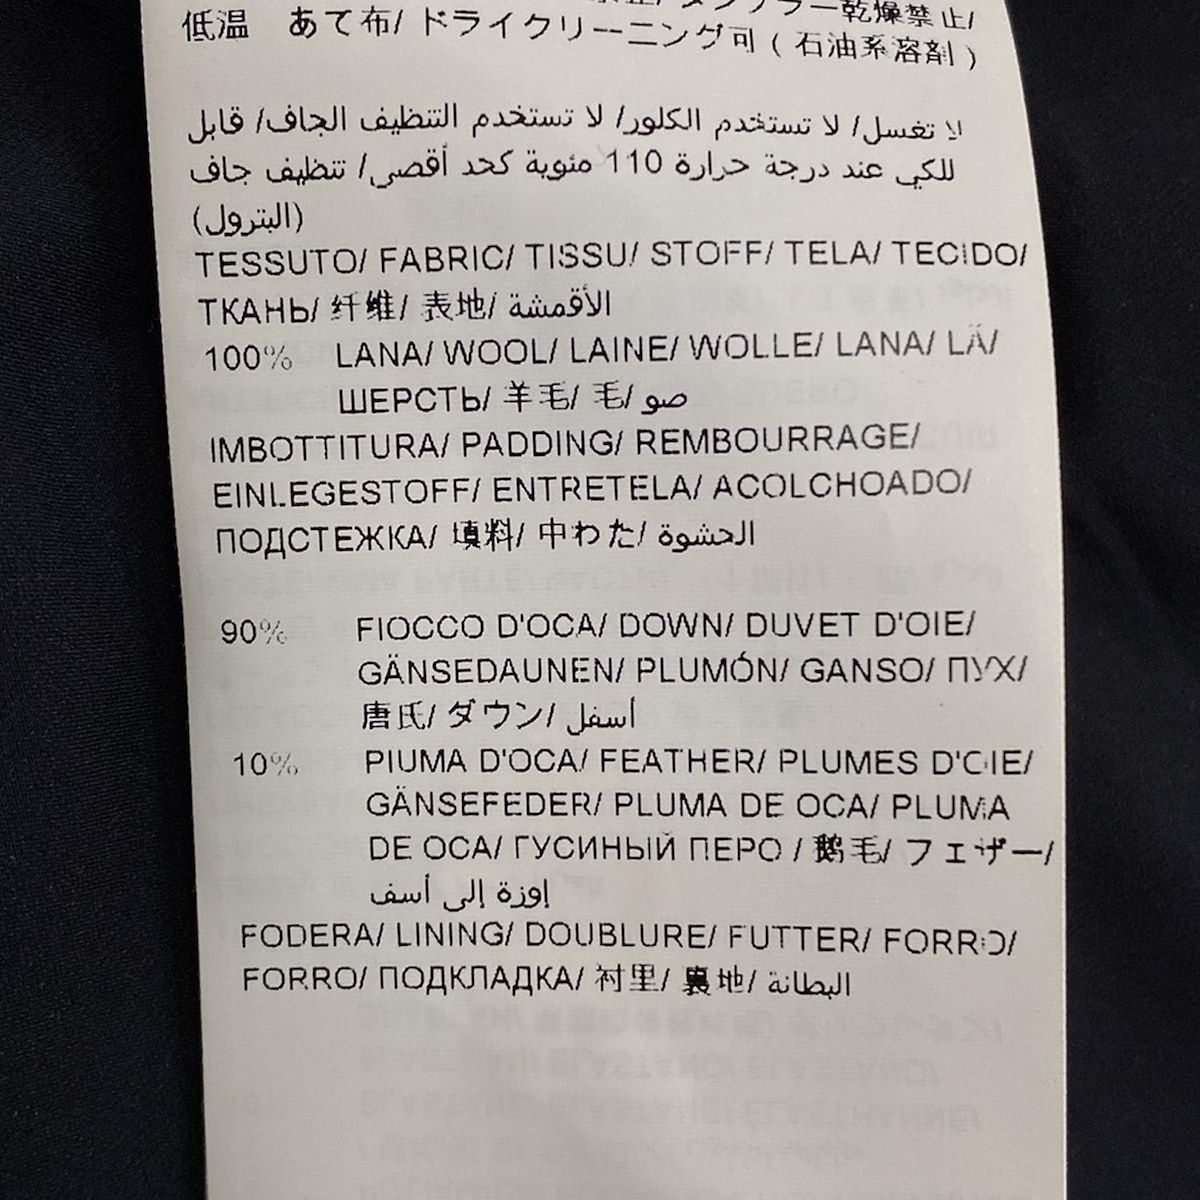 乾燥禁止/
低温 あて布/ ドライクリーニング可 ( 石油系溶剤 )
لا تغسل/ لا تستخدم الكلور/ لا تستخدم التنظيف الجاف/ قابل
للكي عند درجة حرارة 110 مئوية كحد أقصى/ تنظيف جاف
(البترول)
TESSUTO/ FABRIC/ TISSU/ STOFF/ TELA/ TECIDO/
ТКАНЬ/ 纤维/ 表地/ الأقمشة
100% LANA/ WOOL/ LAINE/ WOLLE/ LANA/ LÃ/
ШЕРСТЬ/ 羊毛/ 毛/ صو
IMBOTTITURA/ PADDING/ REMBOURRAGE/
EINLEGESTOFF/ ENTRETELA/ ACOLCHOADO/
ПОДСТЕЖКА/ 填料/ 中わた/ الحشوة
90% FIOCCO D'OCA/ DOWN/ DUVET D'OIE/
GÄNSEDAUNEN/ PLUMÓN/ GANSO/ ПУХ/
唐氏/ ダウン/ أسفل
10% PIUMA D'OCA/ FEATHER/ PLUMES D'OIE/
GÄNSEFEDER/ PLUMA DE OCA/ PLUMA
DE OCA/ ГУСИНЫЙ ПЕРО / 鹅毛/ フェザー/
إوزة إلى أسف
FODERA/ LINING/ DOUBLURE/ FUTTER/ FORRO/
FORRO/ ПОДКЛАДКА/ 衬里/ 裏地/ البطانة